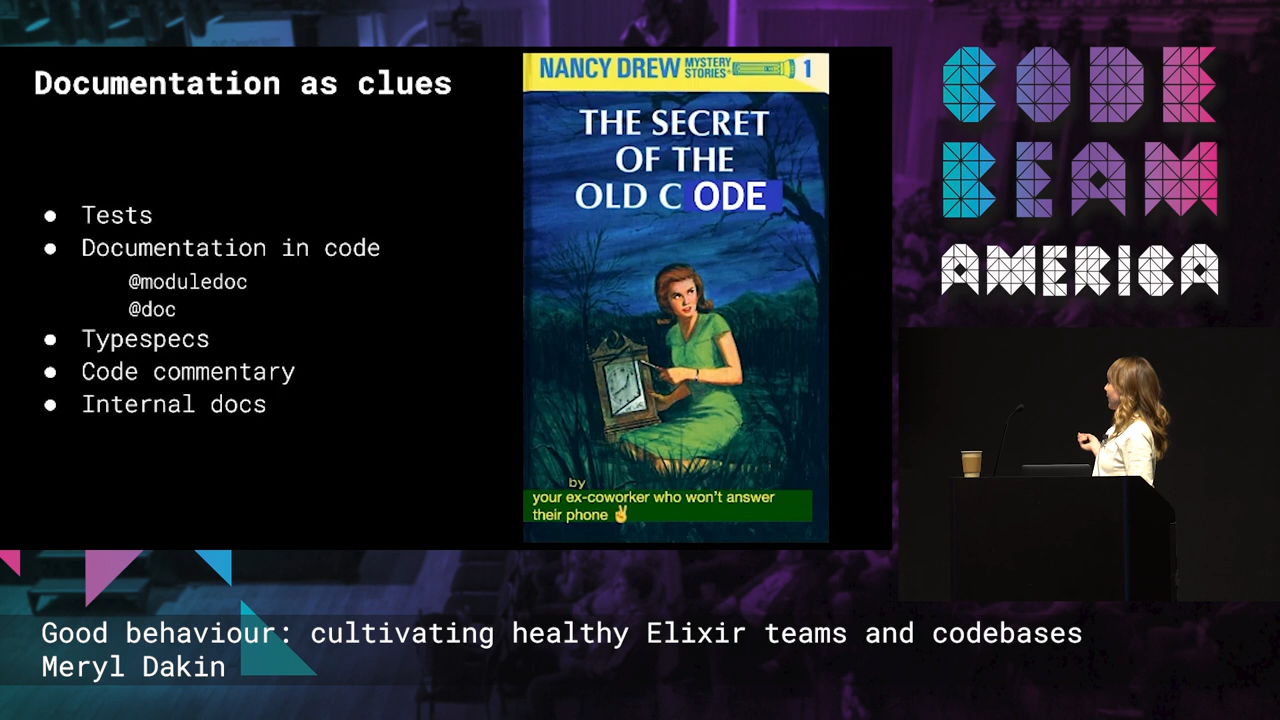 Documentation as clues
● Tests
● Documentation in code
@moduledoc
@doc
● Typespecs
● Code commentary
● Internal docs
NANCY DREW MYSTERY STORIES 1
THE SECRET
OF THE
OLD C ODE
by
your ex-coworker who won't answer
their phone ✌️
CODE
BEAM
AMERICA
Good behaviour: cultivating healthy Elixir teams and codebases
Meryl Dakin